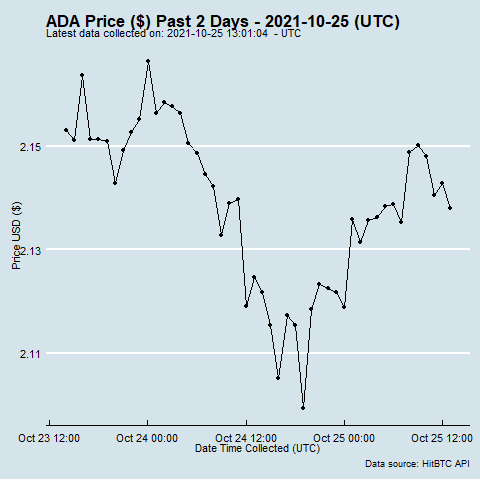 ADA Price ($) Past 2 Days - 2021-10-25 (UTC)
Latest data collected on: 2021-10-25 13:01:04 - UTC
Price USD ($)
2.15
2.13
2.11
Oct 23 12:00
Oct 24 00:00
Oct 24 12:00
Oct 25 00:00
Oct 25 12:00
Date Time Collected (UTC)
Data source: HitBTC API